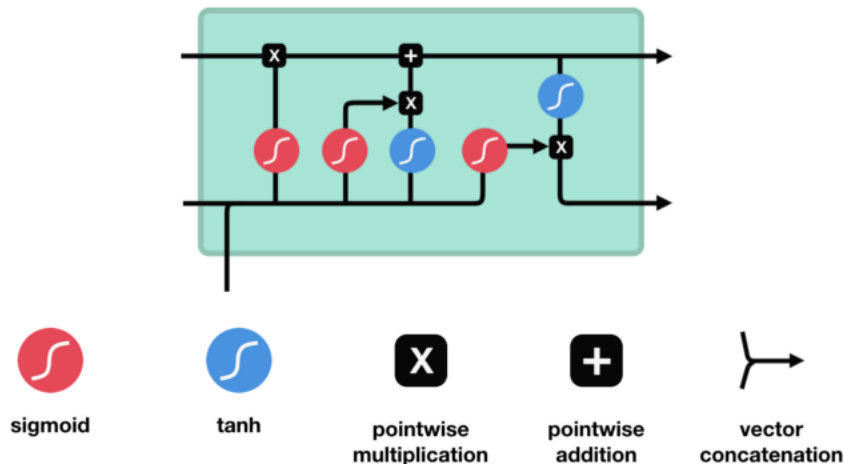 X
+
X
X
X
+
sigmoid
tanh
pointwise
multiplication
pointwise
addition
vector
concatenation